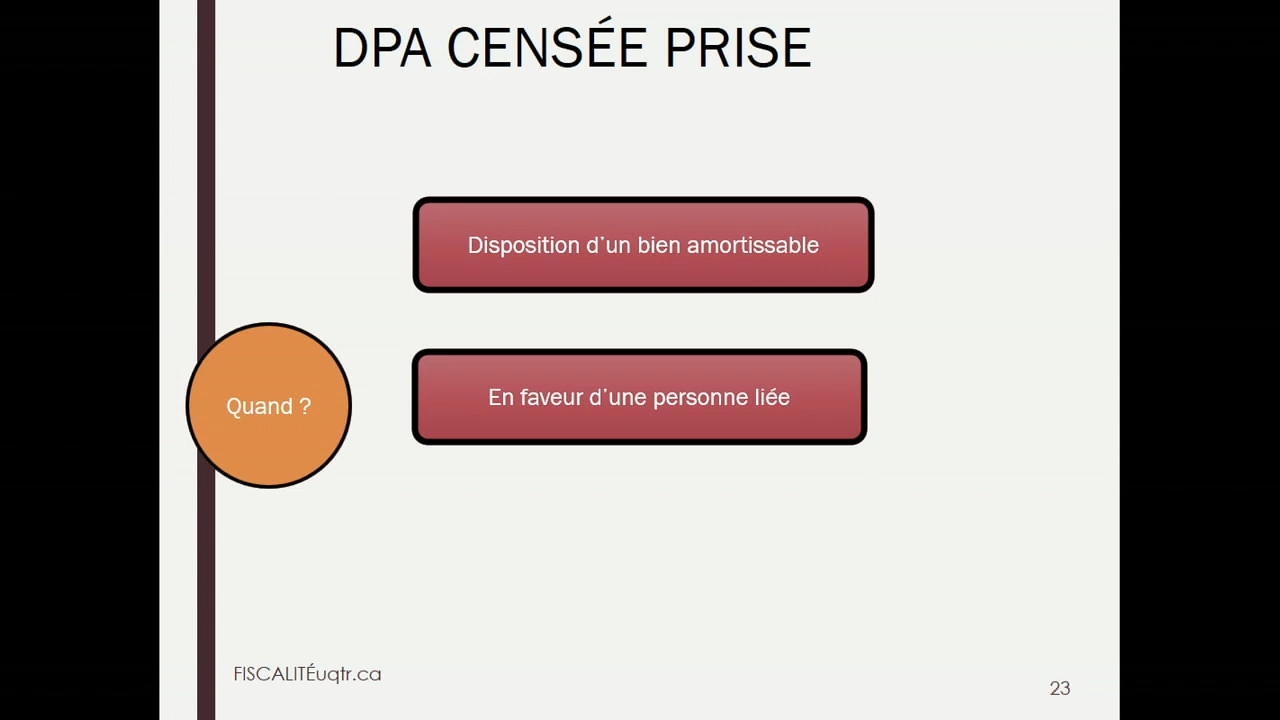 DPA CENSÉE PRISE
Disposition d'un bien amortissable
Quand ?
En faveur d'une personne liée
FISCALITÉuqtr.ca
23